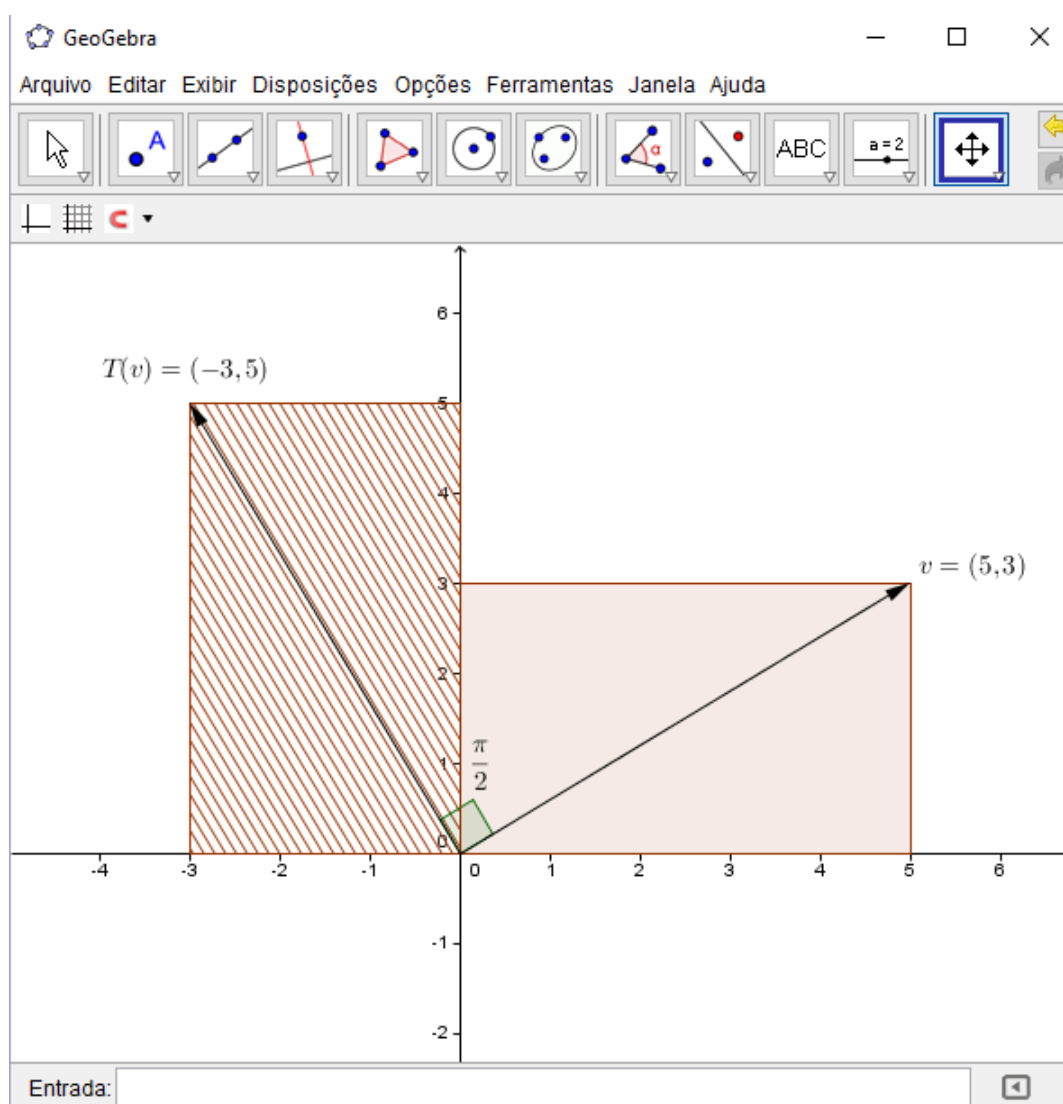 GeoGebra
Arquivo Editar Exibir Disposições Opções Ferramentas Janela Ajuda
A α ABC a = 2
6
T(v) = (−3, 5)
5
4
v = (5,3)
3
2
π/2
1
0
-4 -3 -2 -1 0 1 2 3 4 5 6
-1
-2
Entrada: